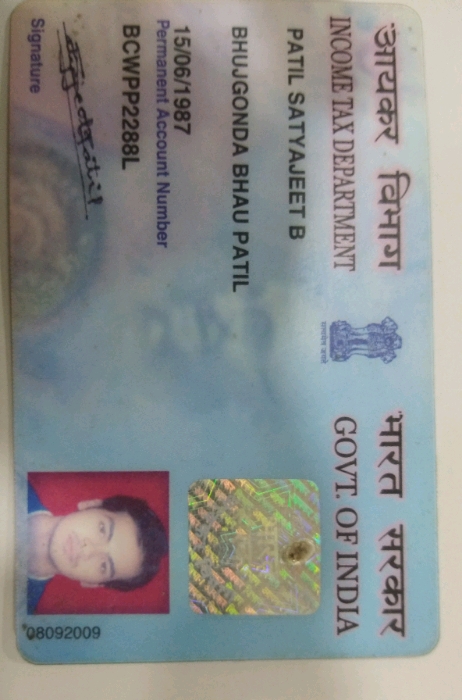 आयकर विभाग
INCOME TAX DEPARTMENT
भारत सरकार
GOVT. OF INDIA
सत्यमेव जयते
PATIL SATYAJEET B
BHUJGONDA BHAU PATIL
15/06/1987
Permanent Account Number
BCWPP2288L
Signature
08092009